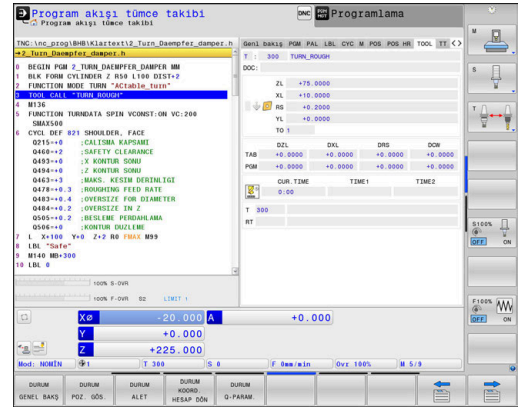 Program akışı tümce takibi
Program akışı tümce takibi
DNC
PGM
Programlama
TNC:\nc_prog\BHB\Klartext\2_Turn_Daempfer_damper.h
→2_Turn_Daempfer_damper.h
0 BEGIN PGM 2_TURN_DAEMPFER_DAMPER MM
1 BLK FORM CYLINDER Z R50 L100 DIST+2
2 FUNCTION MODE TURN "ACtable_turn"
3 TOOL CALL "TURN_ROUGH"
4 M136
5 FUNCTION TURNDATA SPIN VCONST:ON VC:200
SMAX500
6 CYCL DEF 821 SHOULDER, FACE
Q215=+0 ;CALISMA KAPSAMI
Q460=+2 ;SAFETY CLEARANCE
Q493=+0 ;X KONTUR SONU
Q494=+0 ;Z KONTUR SONU
Q463=+3 ;MAKS. KESIM DERINLIGI
Q478=+0.3 ;ROUGHING FEED RATE
Q483=+0.4 ;OVERSIZE FOR DIAMETER
Q484=+0.2 ;OVERSIZE IN Z
Q505=+0.2 ;BESLEME PERDAHLAMA
Q506=+0 ;KONTUR DUZLEME
7 L X+100 Y+0 Z+2 R0 FMAX M99
8 LBL "Safe"
9 M140 MB+300
10 LBL 0
100% S-OVR
100% F-OVR S2 LIMIT 1
Genel bakış PGM PAL LBL CYC M POS POS HR TOOL TT
T : 300 TURN_ROUGH
DOC:
ZL +75.0000
XL +10.0000
RS +0.2000
YL +0.0000
TO 1
DZL DXL DRS DCW
TAB +0.0000 +0.0000 +0.0000 +0.0000
PGM +0.0000 +0.0000 +0.0000 +0.0000
CUR.TIME TIME1 TIME2
0:00
T 300
RT
M
S
T
S100%
OFF ON
F100%
OFF ON
XØ -20.000 A +0.000
Y +0.000
Z +225.000
Mod: NOMİN 1 T 300 S 0 F 0mm/min Ovr 100% M 5/9
DURUM GENEL BAKŞ
DURUM POZ. GÖS.
DURUM ALET
DURUM KOORD. HESAP DÖN
DURUM Q-PARAM.